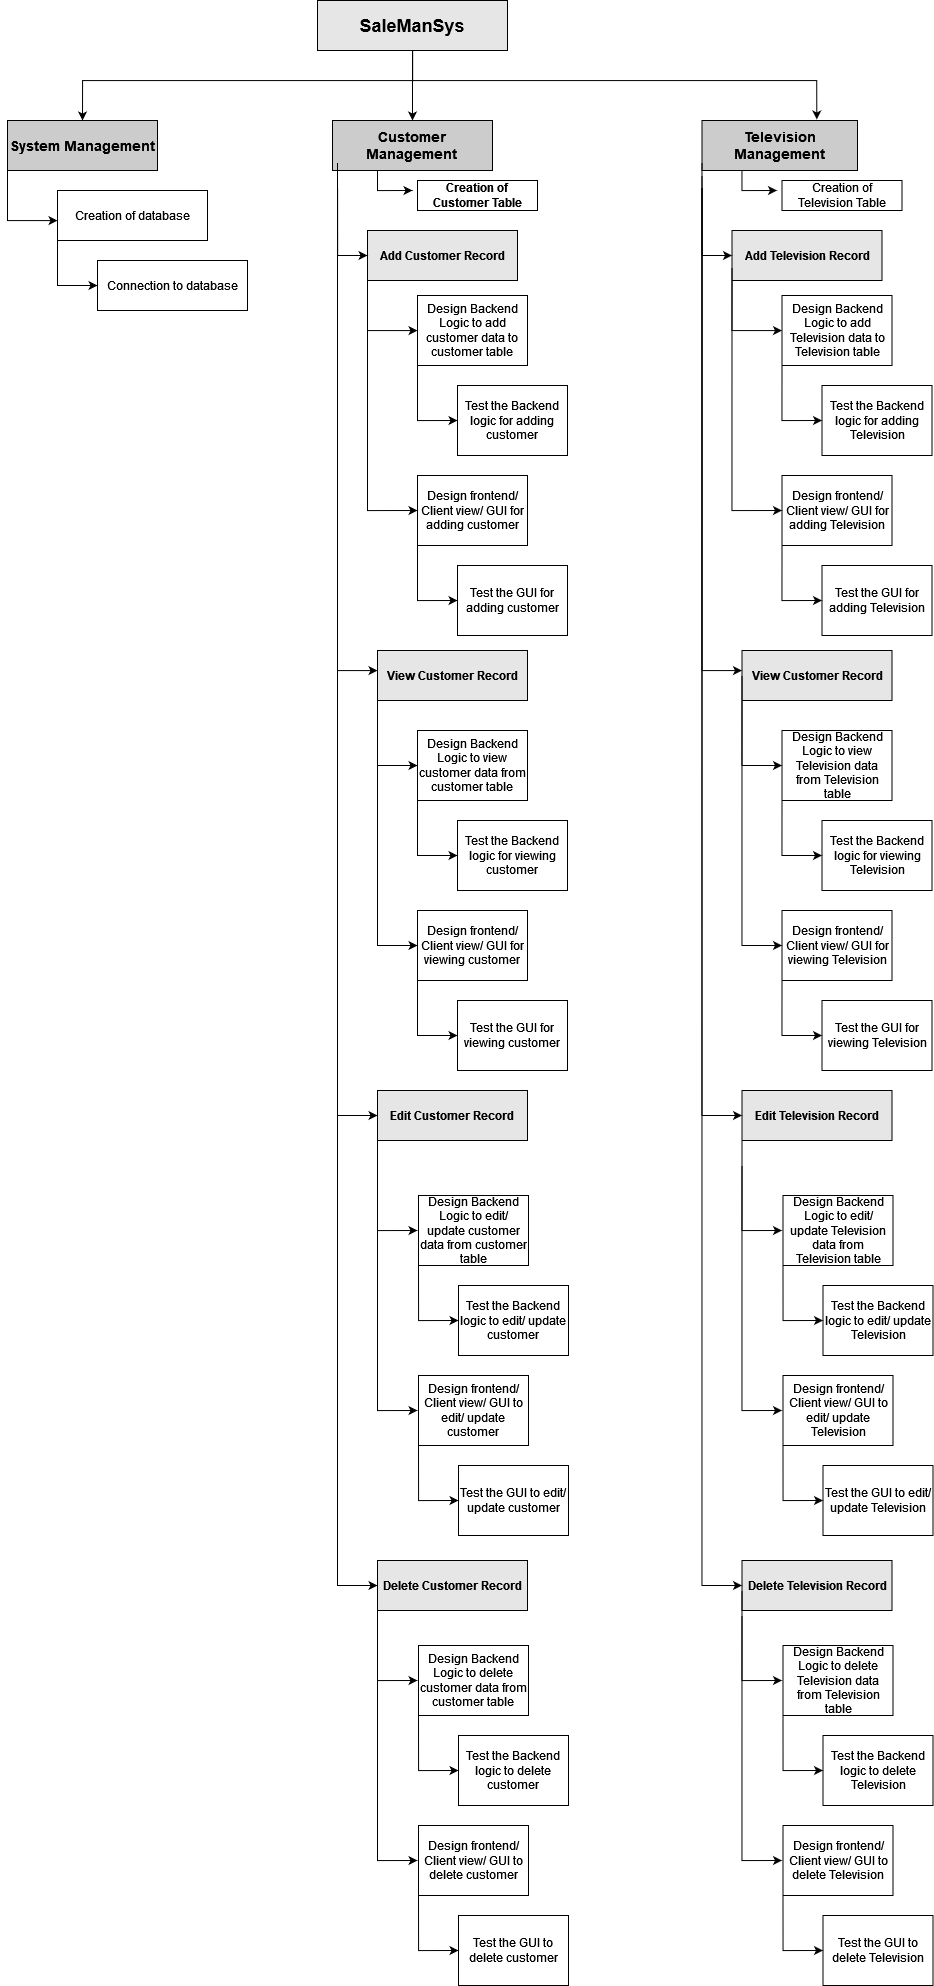 SaleManSys
System Management
Creation of database
Connection to database
Customer
Management
Creation of
Customer Table
Add Customer Record
Design Backend
Logic to add
customer data to
customer table
Test the Backend
logic for adding
customer
Design frontend/
Client view/ GUI for
adding customer
Test the GUI for
adding customer
View Customer Record
Design Backend
Logic to view
customer data from
customer table
Test the Backend
logic for viewing
customer
Design frontend/
Client view/ GUI for
viewing customer
Test the GUI for
viewing customer
Edit Customer Record
Design Backend
Logic to edit/
update customer
data from customer
table
Test the Backend
logic to edit/ update
customer
Design frontend/
Client view/ GUI to
edit/ update
customer
Test the GUI to edit/
update customer
Delete Customer Record
Design Backend
Logic to delete
customer data from
customer table
Test the Backend
logic to delete
customer
Design frontend/
Client view/ GUI to
delete customer
Test the GUI to
delete customer
Television
Management
Creation of
Television Table
Add Television Record
Design Backend
Logic to add
Television data to
Television table
Test the Backend
logic for adding
Television
Design frontend/
Client view/ GUI for
adding Television
Test the GUI for
adding Television
View Customer Record
Design Backend
Logic to view
Television data
from Television
table
Test the Backend
logic for viewing
Television
Design frontend/
Client view/ GUI for
viewing Television
Test the GUI for
viewing Television
Edit Television Record
Design Backend
Logic to edit/
update Television
data from
Television table
Test the Backend
logic to edit/ update
Television
Design frontend/
Client view/ GUI to
edit/ update
Television
Test the GUI to edit/
update Television
Delete Television Record
Design Backend
Logic to delete
Television data
from Television
table
Test the Backend
logic to delete
Television
Design frontend/
Client view/ GUI to
delete Television
Test the GUI to
delete Television